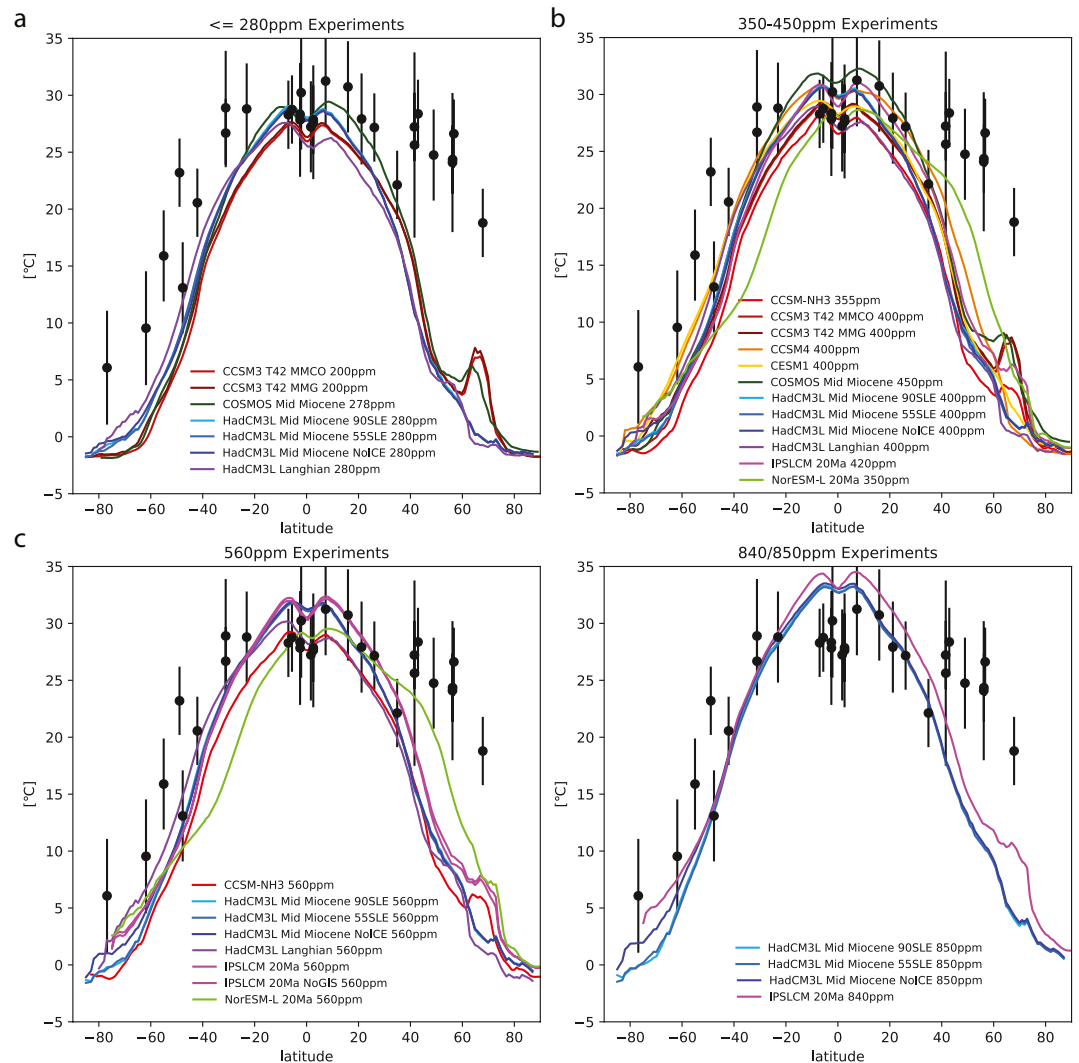 a
<= 280ppm Experiments
35
30
25
20
15
10
5
0
−5
[°C]
CCSM3 T42 MMCO 200ppm
CCSM3 T42 MMG 200ppm
COSMOS Mid Miocene 278ppm
HadCM3L Mid Miocene 90SLE 280ppm
HadCM3L Mid Miocene 55SLE 280ppm
HadCM3L Mid Miocene NoICE 280ppm
HadCM3L Langhian 280ppm
−80 −60 −40 −20 0 20 40 60 80
latitude
b
350-450ppm Experiments
35
30
25
20
15
10
5
0
−5
[°C]
CCSM-NH3 355ppm
CCSM3 T42 MMCO 400ppm
CCSM3 T42 MMG 400ppm
CCSM4 400ppm
CESM1 400ppm
COSMOS Mid Miocene 450ppm
HadCM3L Mid Miocene 90SLE 400ppm
HadCM3L Mid Miocene 55SLE 400ppm
HadCM3L Mid Miocene NoICE 400ppm
HadCM3L Langhian 400ppm
IPSLCM 20Ma 420ppm
NorESM-L 20Ma 350ppm
−80 −60 −40 −20 0 20 40 60 80
latitude
c
560ppm Experiments
35
30
25
20
15
10
5
0
−5
[°C]
CCSM-NH3 560ppm
HadCM3L Mid Miocene 90SLE 560ppm
HadCM3L Mid Miocene 55SLE 560ppm
HadCM3L Mid Miocene NoICE 560ppm
HadCM3L Langhian 560ppm
IPSLCM 20Ma 560ppm
IPSLCM 20Ma NoGIS 560ppm
NorESM-L 20Ma 560ppm
−80 −60 −40 −20 0 20 40 60 80
latitude
840/850ppm Experiments
35
30
25
20
15
10
5
0
−5
[°C]
HadCM3L Mid Miocene 90SLE 850ppm
HadCM3L Mid Miocene 55SLE 850ppm
HadCM3L Mid Miocene NoICE 850ppm
IPSLCM 20Ma 840ppm
−80 −60 −40 −20 0 20 40 60 80
latitude